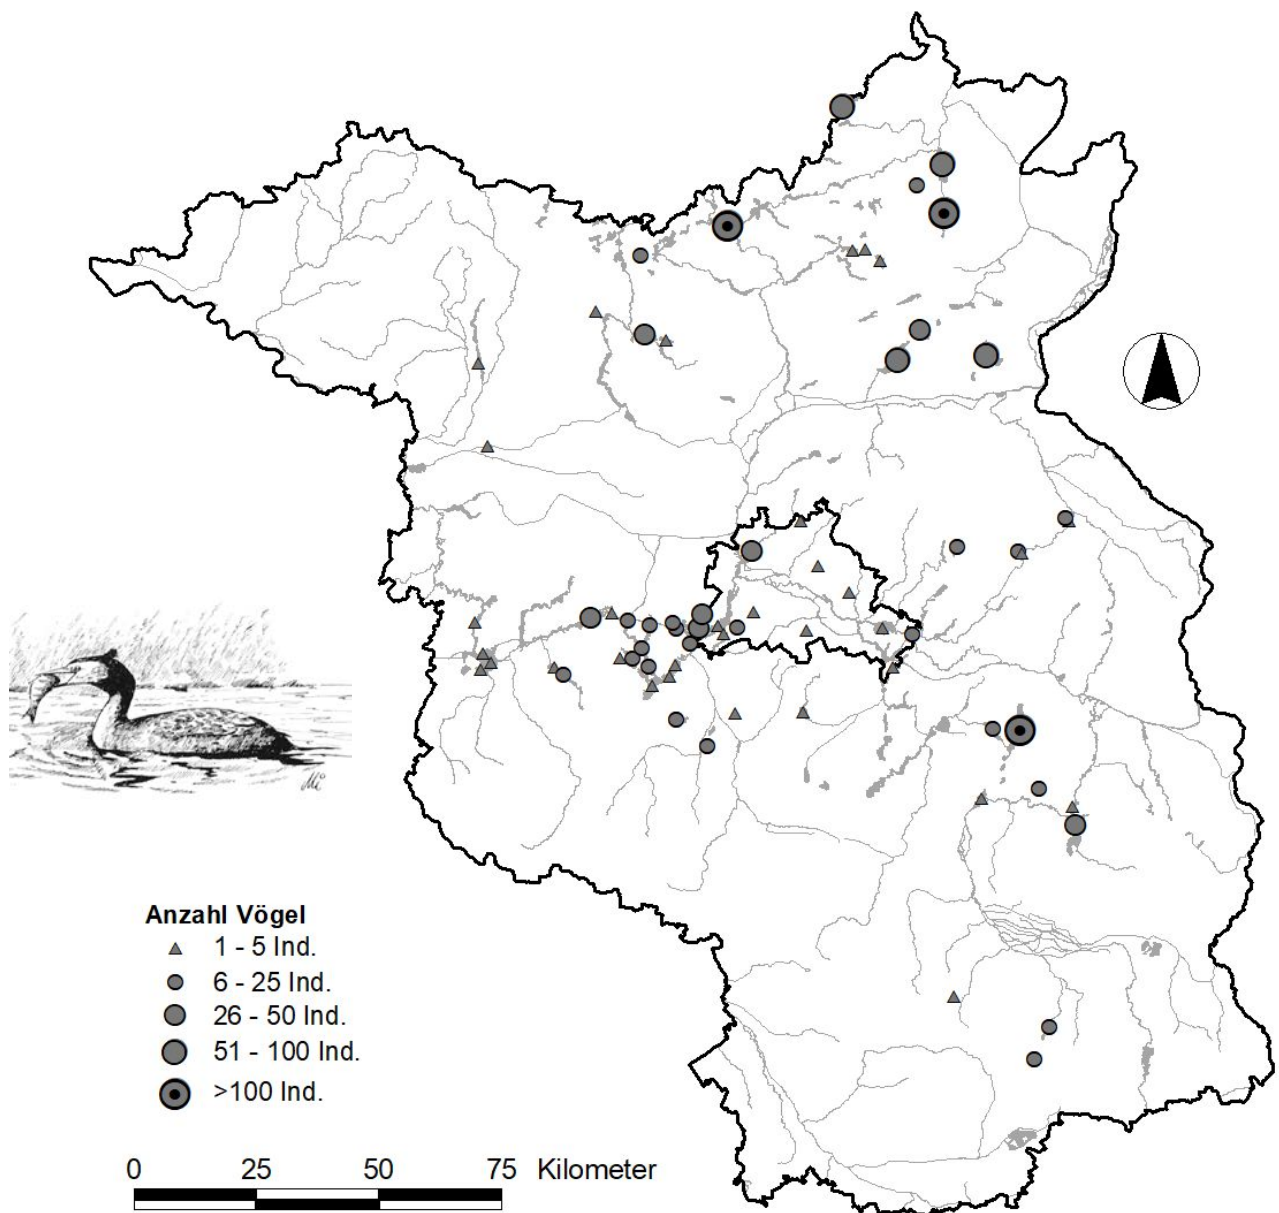 Anzahl Vögel
1 - 5 Ind.
6 - 25 Ind.
26 - 50 Ind.
51 - 100 Ind.
>100 Ind.
0 25 50 75 Kilometer